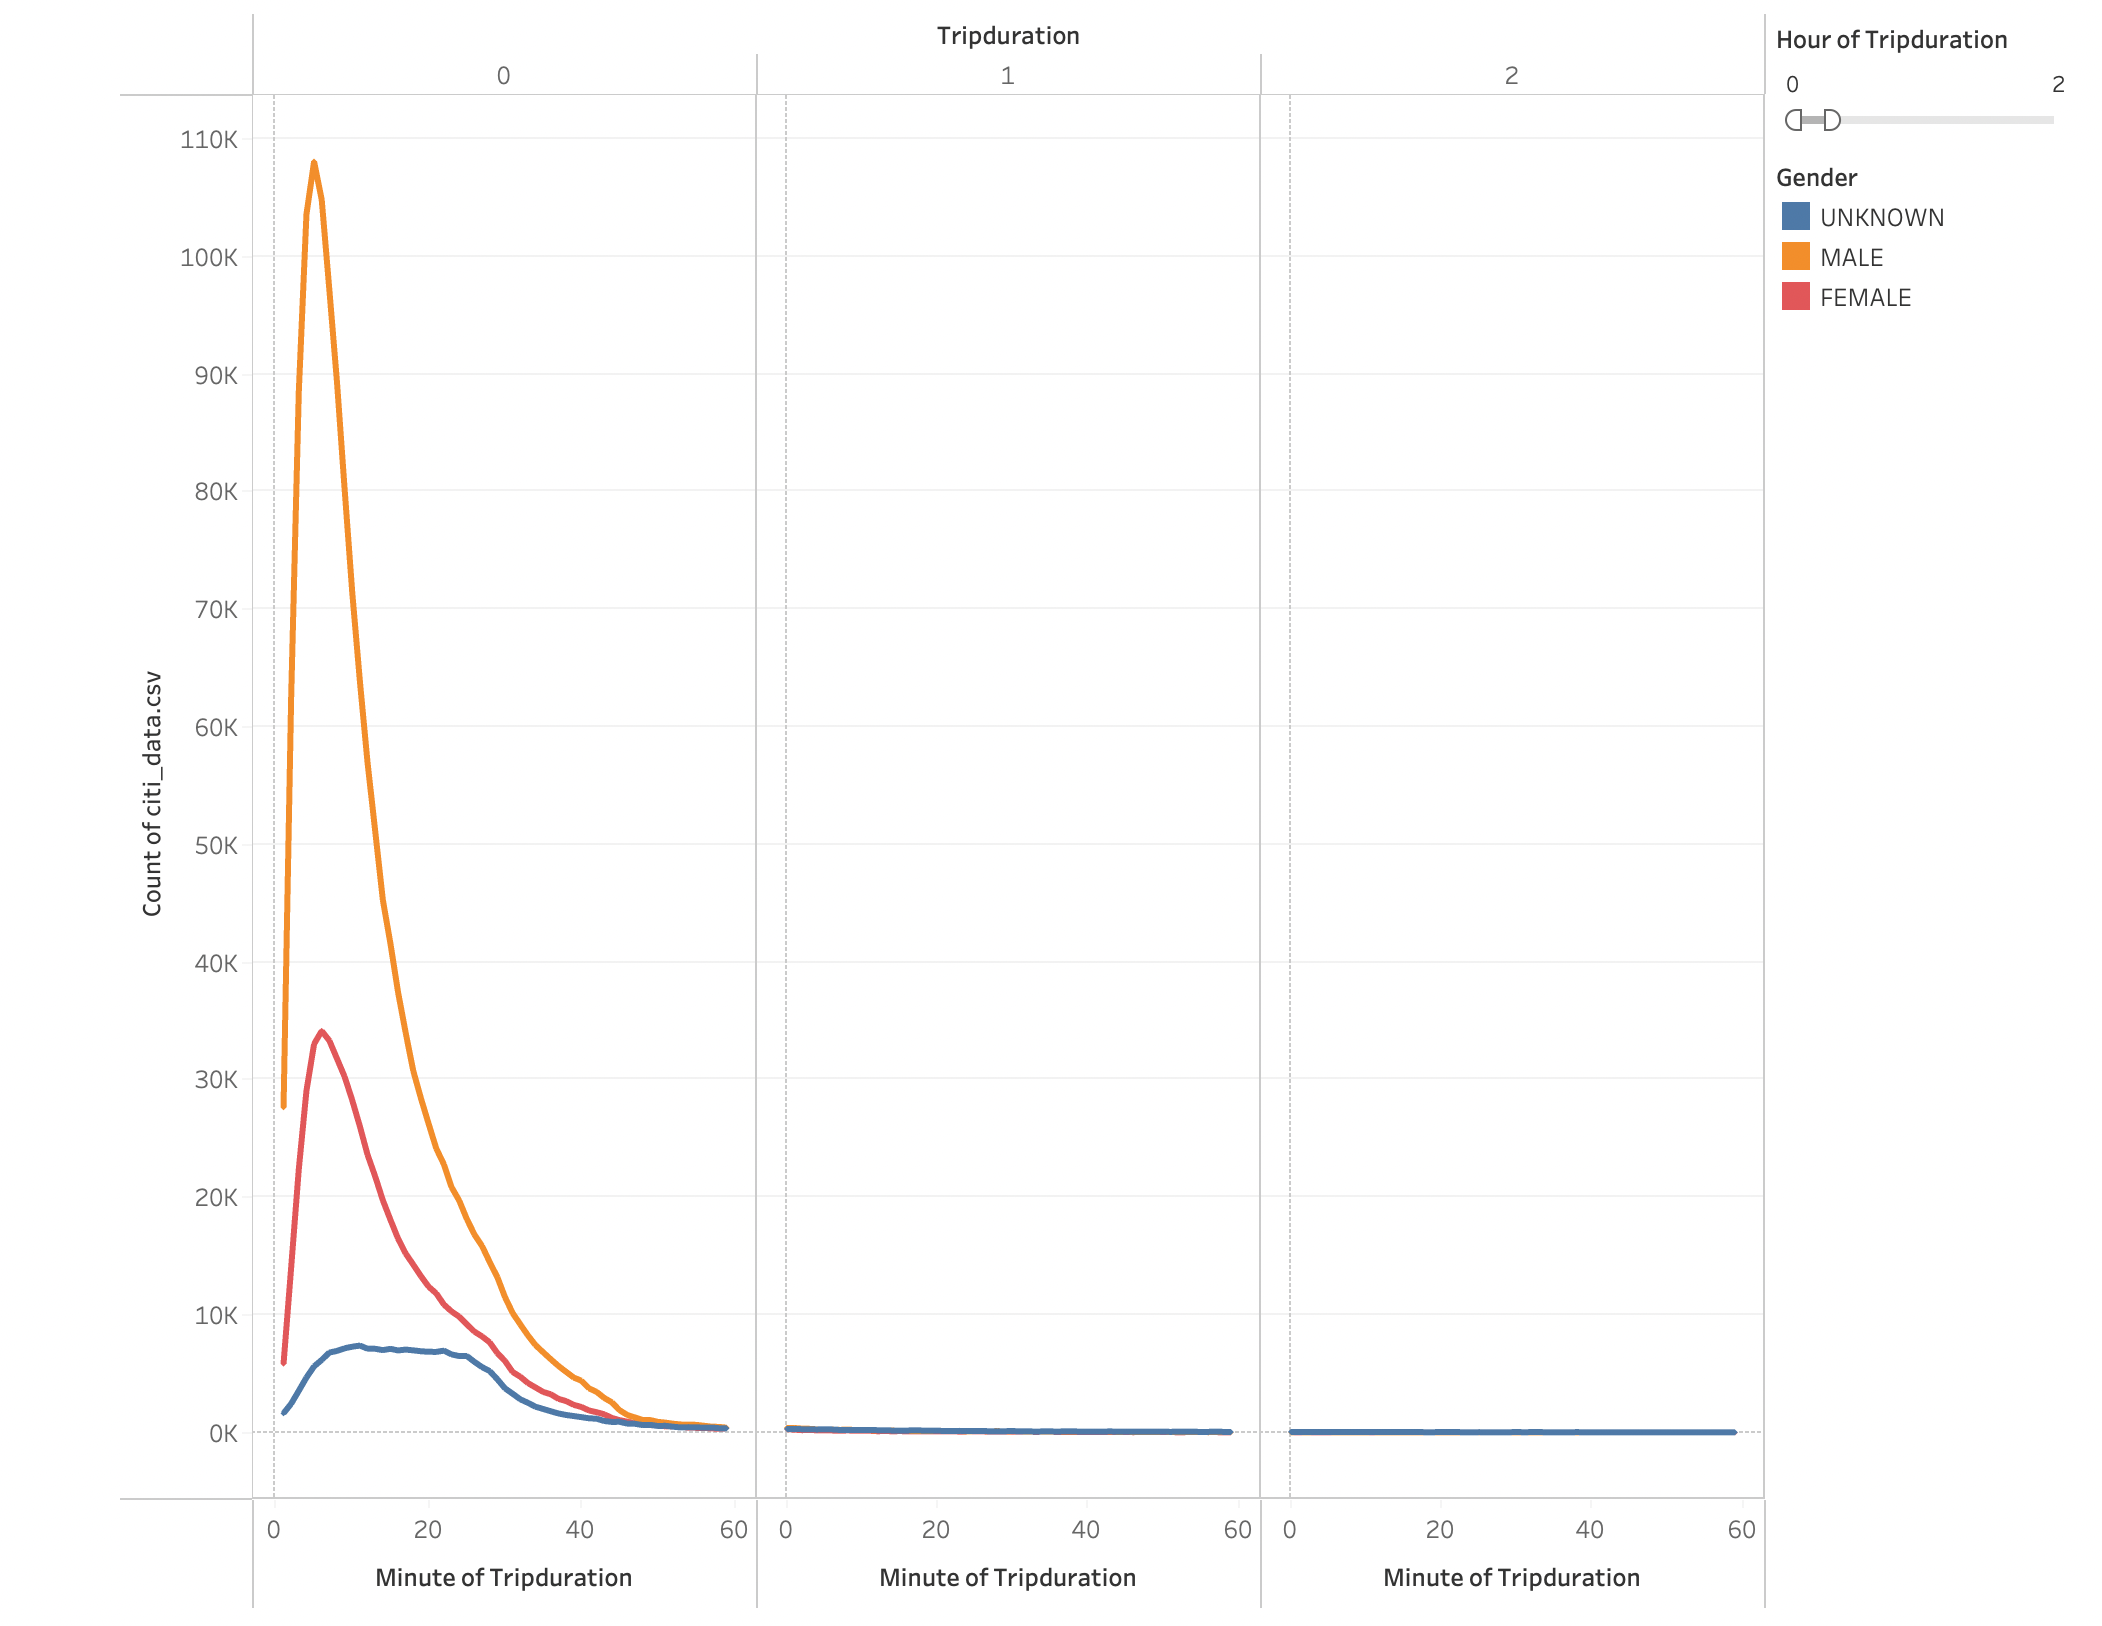 Tripduration
0 1 2
110K
100K
90K
80K
70K
60K
50K
40K
30K
20K
10K
0K
Count of citi_data.csv
0 20 40 60 0 20 40 60 0 20 40 60
Minute of Tripduration Minute of Tripduration Minute of Tripduration
Hour of Tripduration
0 2
Gender
UNKNOWN
MALE
FEMALE